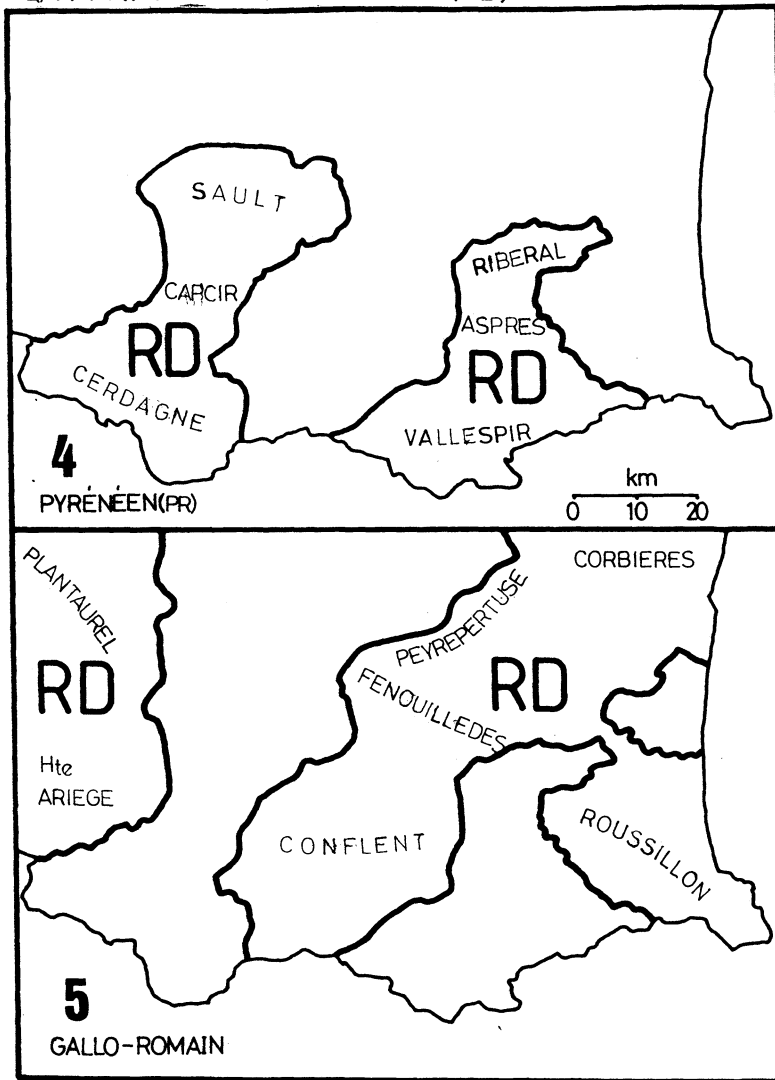 SAULT
RIBERAL
CAPCIR
ASPRES
RD
RD
CERDAGNE
VALLESPIR
4
PYRÉNÉEN(PR)
km
0 10 20
PLANTAUREL
CORBIERES
PEYREPERTUSE
RD
RD
FENOUILLEDES
Hte
ARIEGE
CONFLENT
ROUSSILLON
5
GALLO-ROMAIN